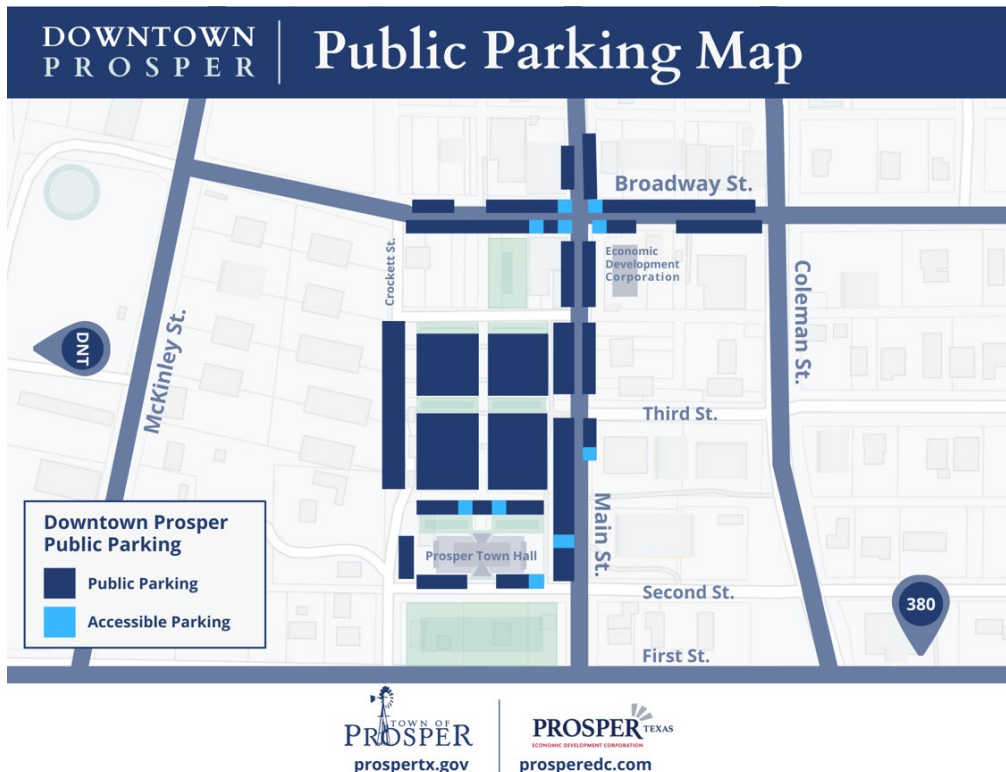 DOWNTOWN
PROSPER
Public Parking Map
Broadway St.
Economic
Development
Corporation
Crockett St.
Coleman St.
McKinley St.
DNT
Third St.
Main St.
Prosper Town Hall
Second St.
First St.
380
Downtown Prosper
Public Parking
Public Parking
Accessible Parking
TOWN OF
PROSPER
prospertx.gov
PROSPER TEXAS
ECONOMIC DEVELOPMENT CORPORATION
prosperedc.com